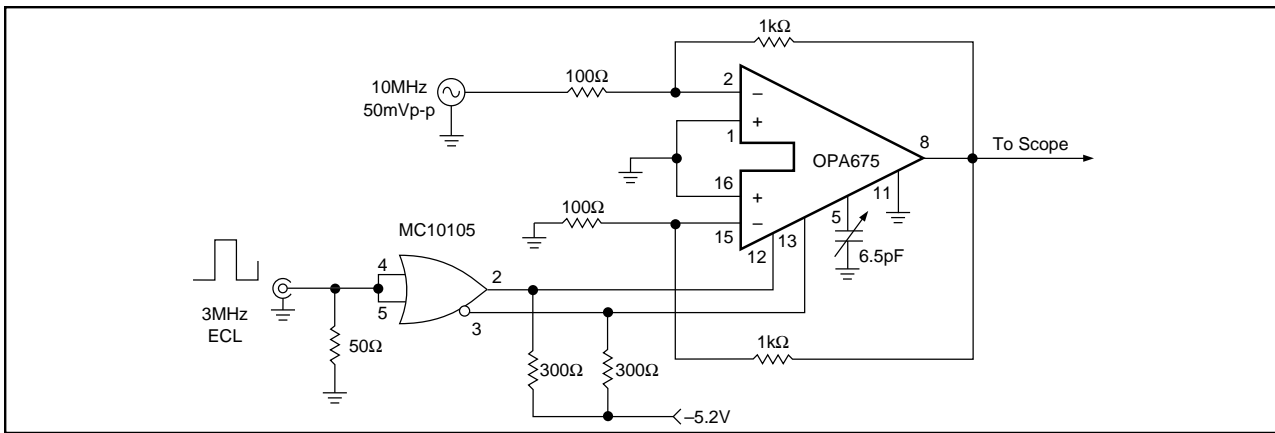 1kΩ
100Ω
10MHz
50mVp-p
2
–
+
1
8
To Scope
OPA675
16
+
–
15
11
5
6.5pF
12
13
100Ω
MC10105
4
5
2
3
3MHz
ECL
50Ω
300Ω
300Ω
1kΩ
–5.2V